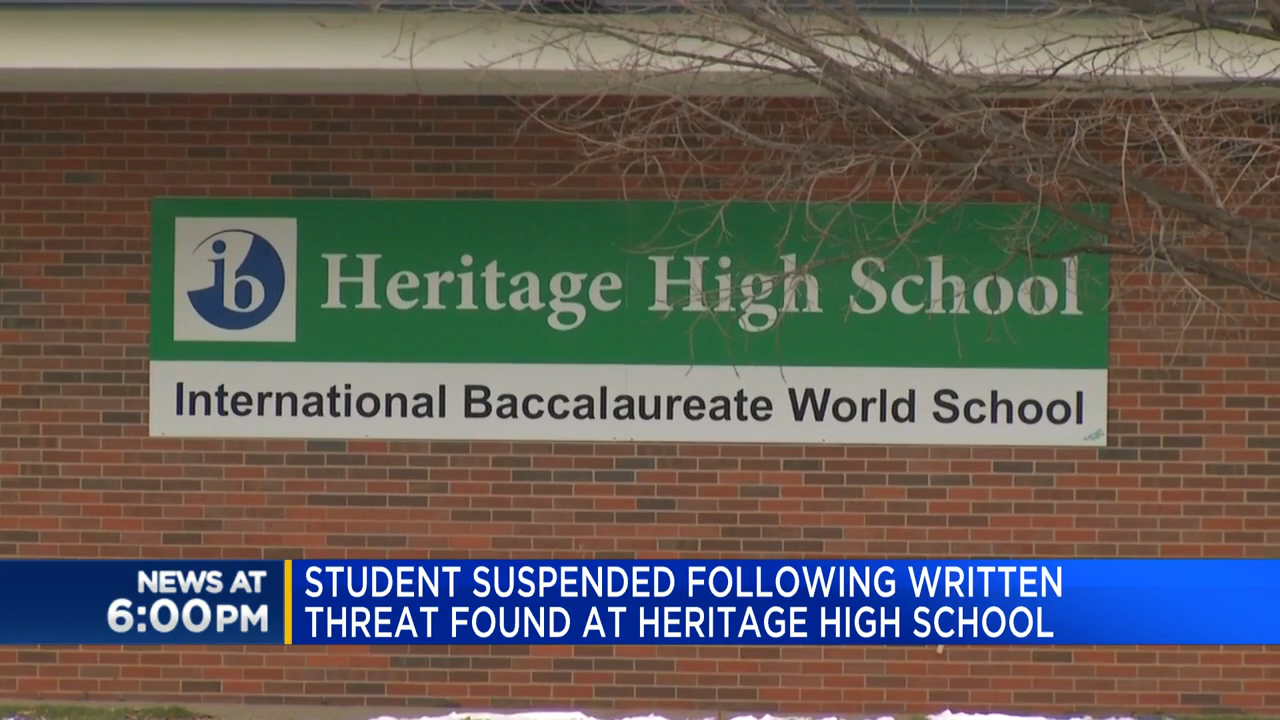 ib
Heritage High School
International Baccalaureate World School
NEWS AT
6:00PM
STUDENT SUSPENDED FOLLOWING WRITTEN
THREAT FOUND AT HERITAGE HIGH SCHOOL